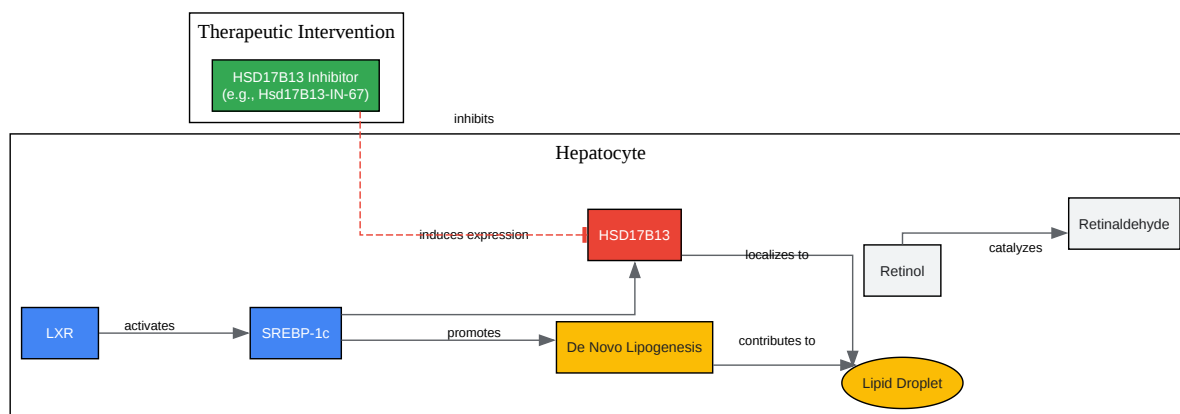 Therapeutic Intervention
HSD17B13 Inhibitor
(e.g., Hsd17B13-IN-67)
inhibits
Hepatocyte
induces expression
HSD17B13
localizes to
Retinol
catalyzes
Retinaldehyde
LXR
activates
SREBP-1c
promotes
De Novo Lipogenesis
contributes to
Lipid Droplet